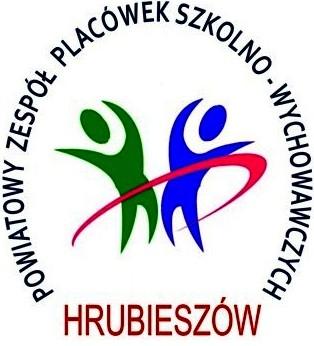 POWIATOWY ZESPÓŁ PLACÓWEK SZKOLNO - WYCHOWAWCZYCH
HRUBIESZÓW